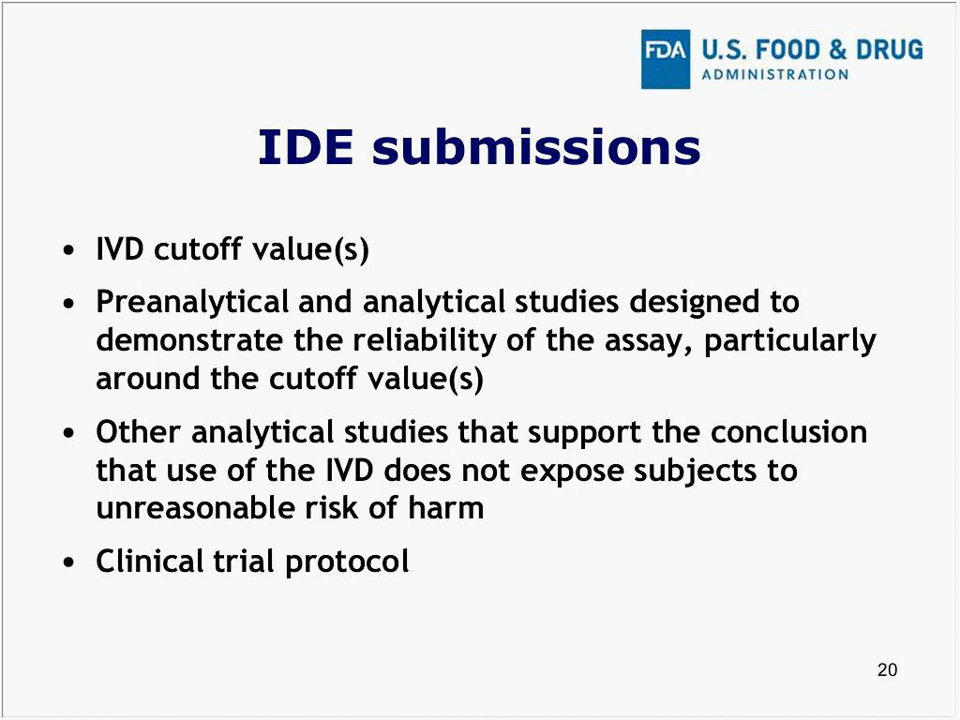 FDA U.S. FOOD & DRUG
ADMINISTRATION
IDE submissions
• IVD cutoff value(s)
• Preanalytical and analytical studies designed to
demonstrate the reliability of the assay, particularly
around the cutoff value(s)
• Other analytical studies that support the conclusion
that use of the IVD does not expose subjects to
unreasonable risk of harm
• Clinical trial protocol
20